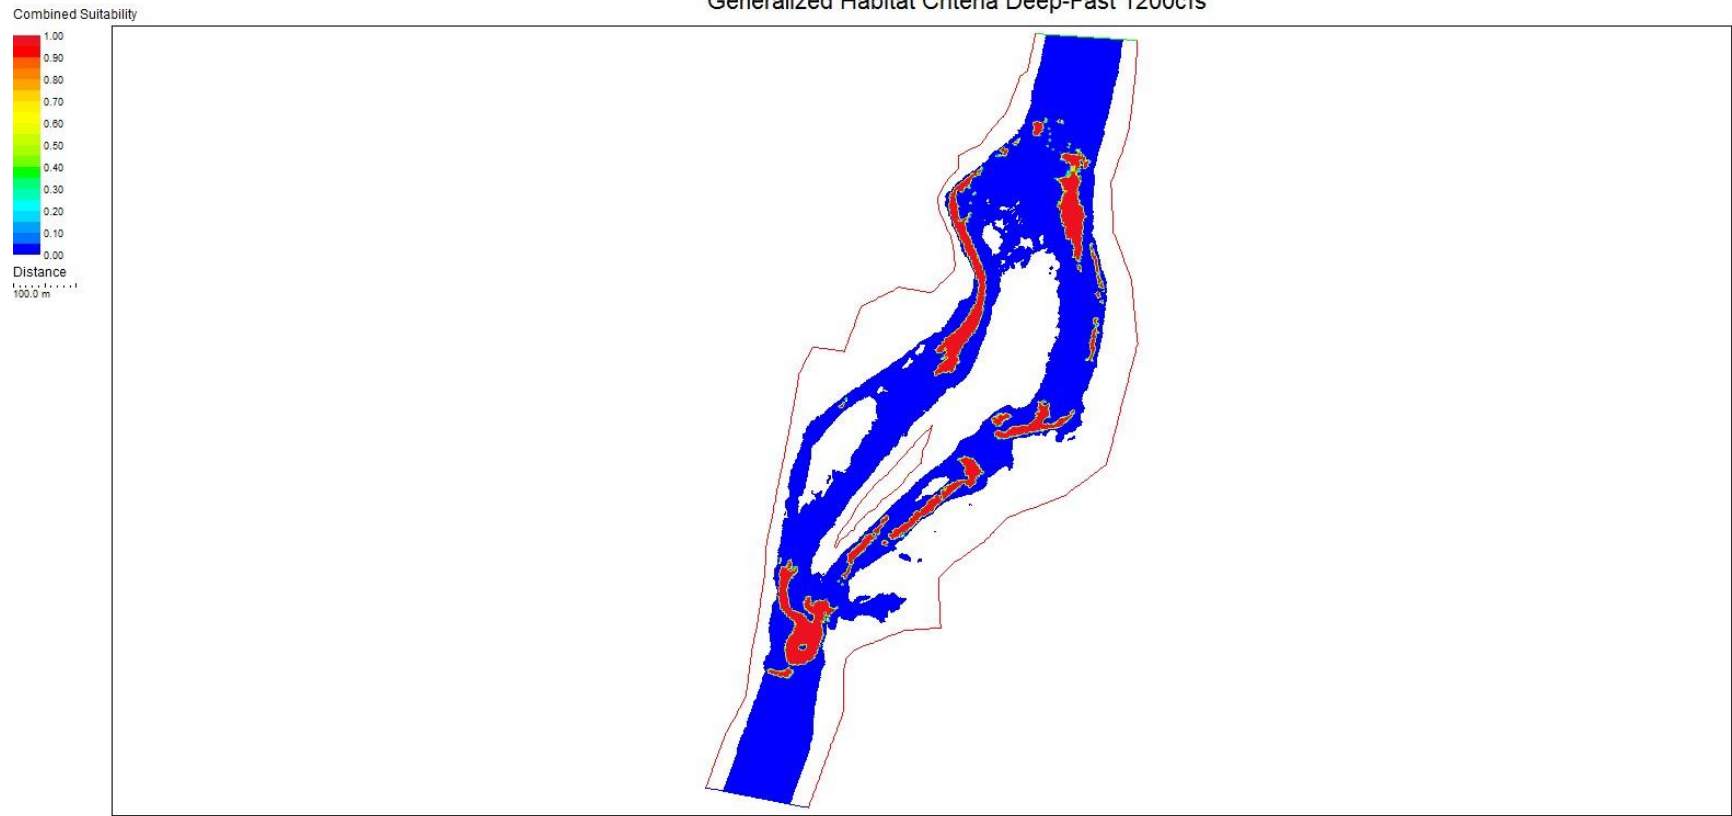 Generalized Habitat Criteria Deep-Fast 1200cfs
Combined Suitability
1.00
0.90
0.80
0.70
0.60
0.50
0.40
0.30
0.20
0.10
0.00
Distance
100.0 m